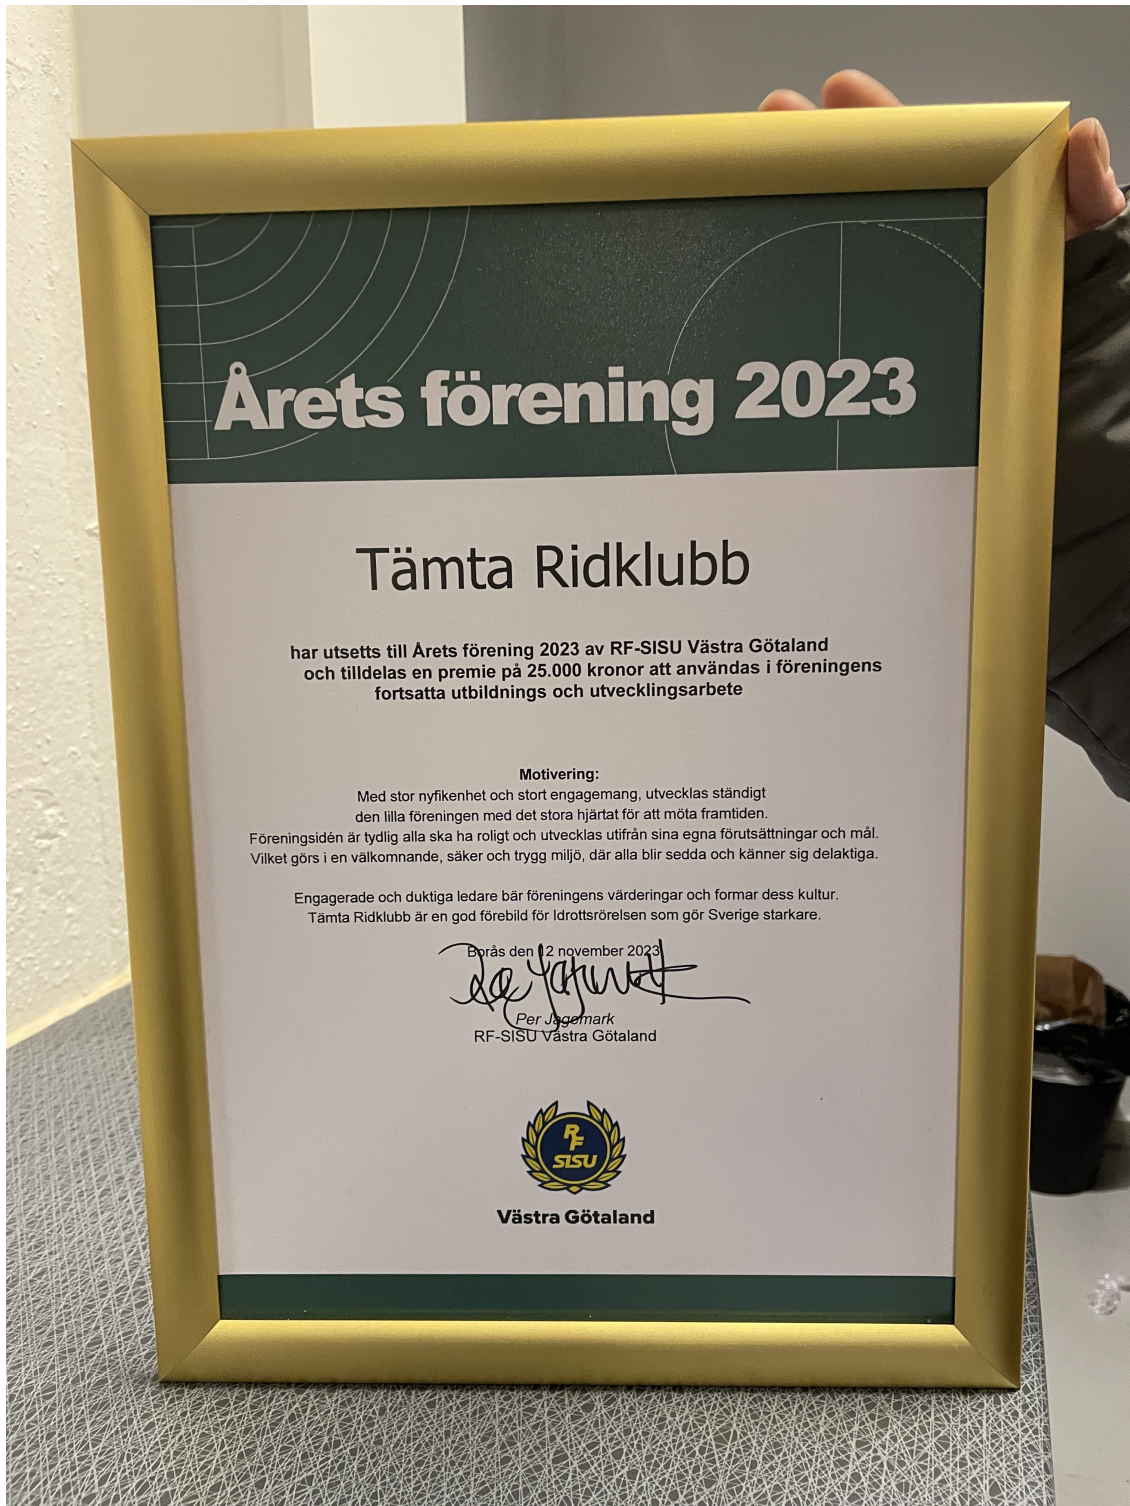 Årets förening 2023
Tämta Ridklubb
har utsetts till Årets förening 2023 av RF-SISU Västra Götaland
och tilldelas en premie på 25.000 kronor att användas i föreningens
fortsatta utbildnings och utvecklingsarbete
Motivering:
Med stor nyfikenhet och stort engagemang, utvecklas ständigt
den lilla föreningen med det stora hjärtat för att möta framtiden.
Föreningsidén är tydlig alla ska ha roligt och utvecklas utifrån sina egna förutsättningar och mål.
Vilket görs i en välkomnande, säker och trygg miljö, där alla blir sedda och känner sig delaktiga.
Engagerade och duktiga ledare bär föreningens värderingar och formar dess kultur.
Tämta Ridklubb är en god förebild för Idrottsrörelsen som gör Sverige starkare.
Borås den 12 november 2023
Per Jagemark
RF-SISU Västra Götaland
RF
SISU
Västra Götaland